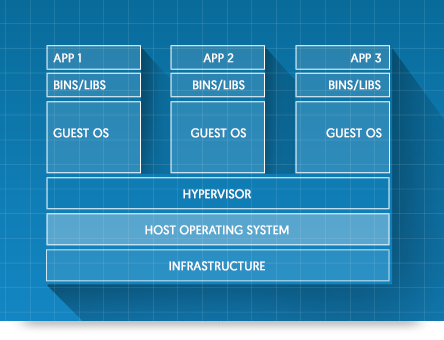 APP 1 APP 2 APP 3
BINS/LIBS BINS/LIBS BINS/LIBS
GUEST OS GUEST OS GUEST OS
HYPERVISOR
HOST OPERATING SYSTEM
INFRASTRUCTURE